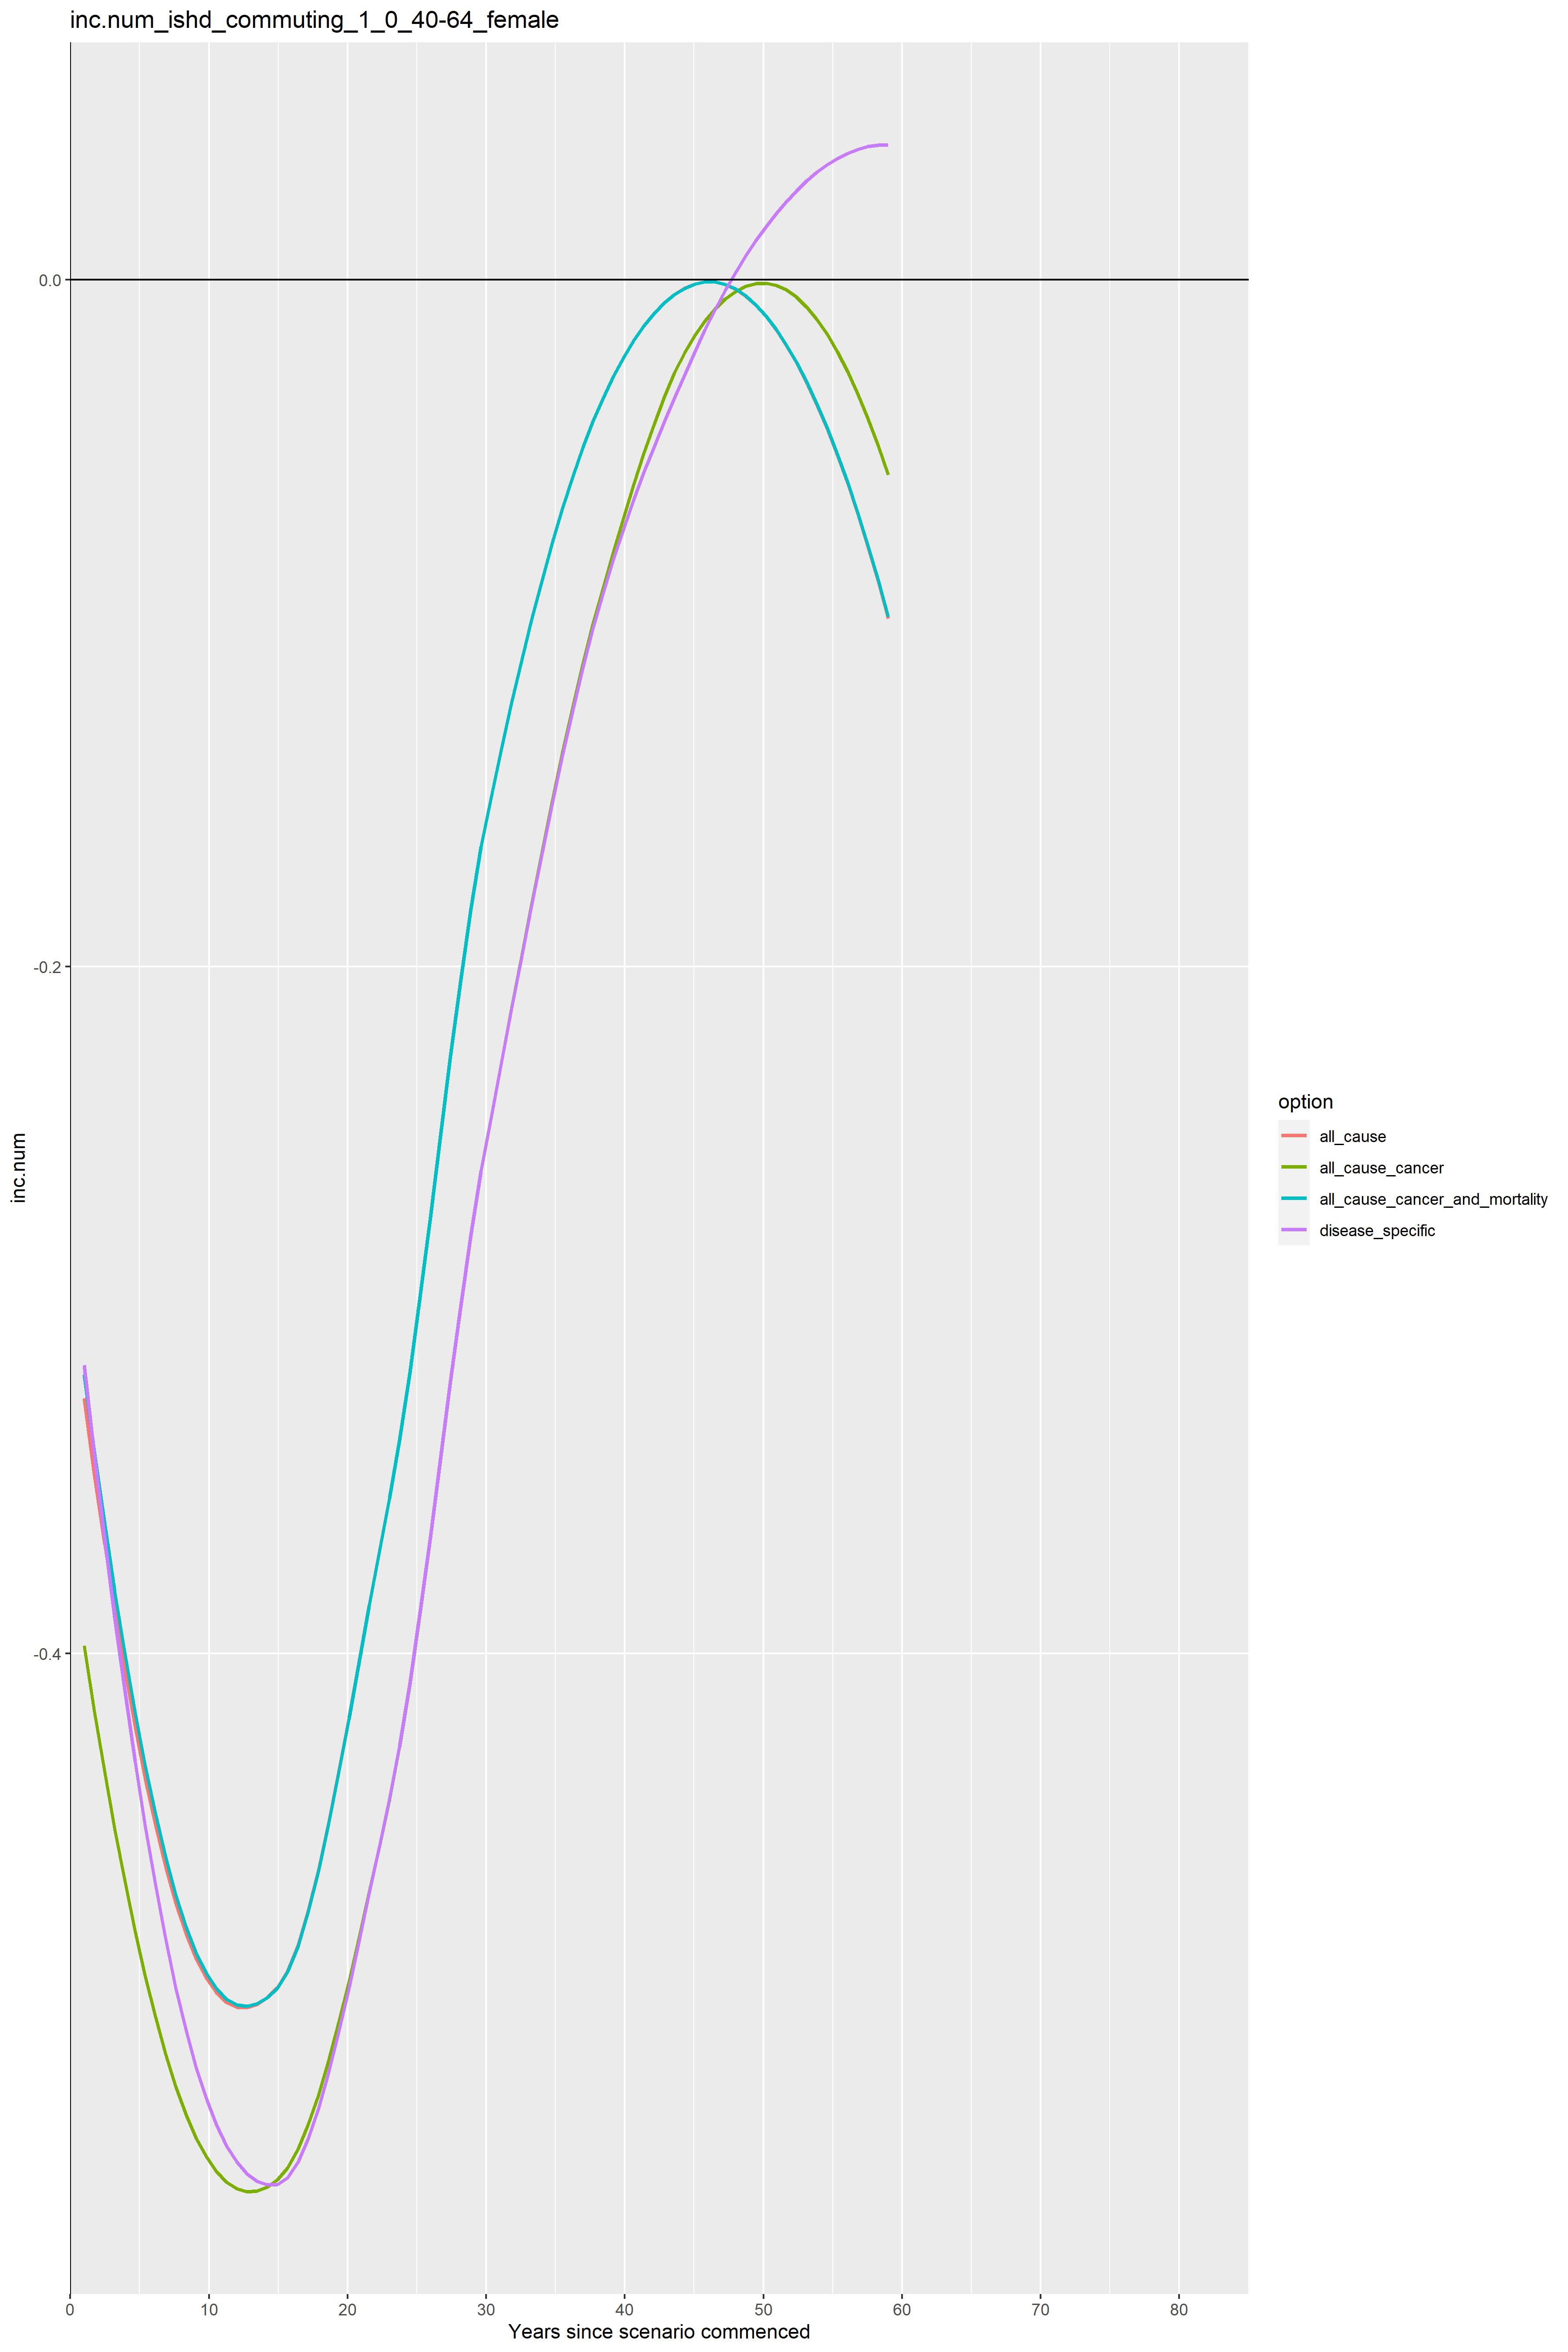 inc.num_ishd_commuting_1_0_40-64_female
0.0
-0.2
-0.4
inc.num
0 10 20 30 40 50 60 70 80
Years since scenario commenced
option
all_cause
all_cause_cancer
all_cause_cancer_and_mortality
disease_specific